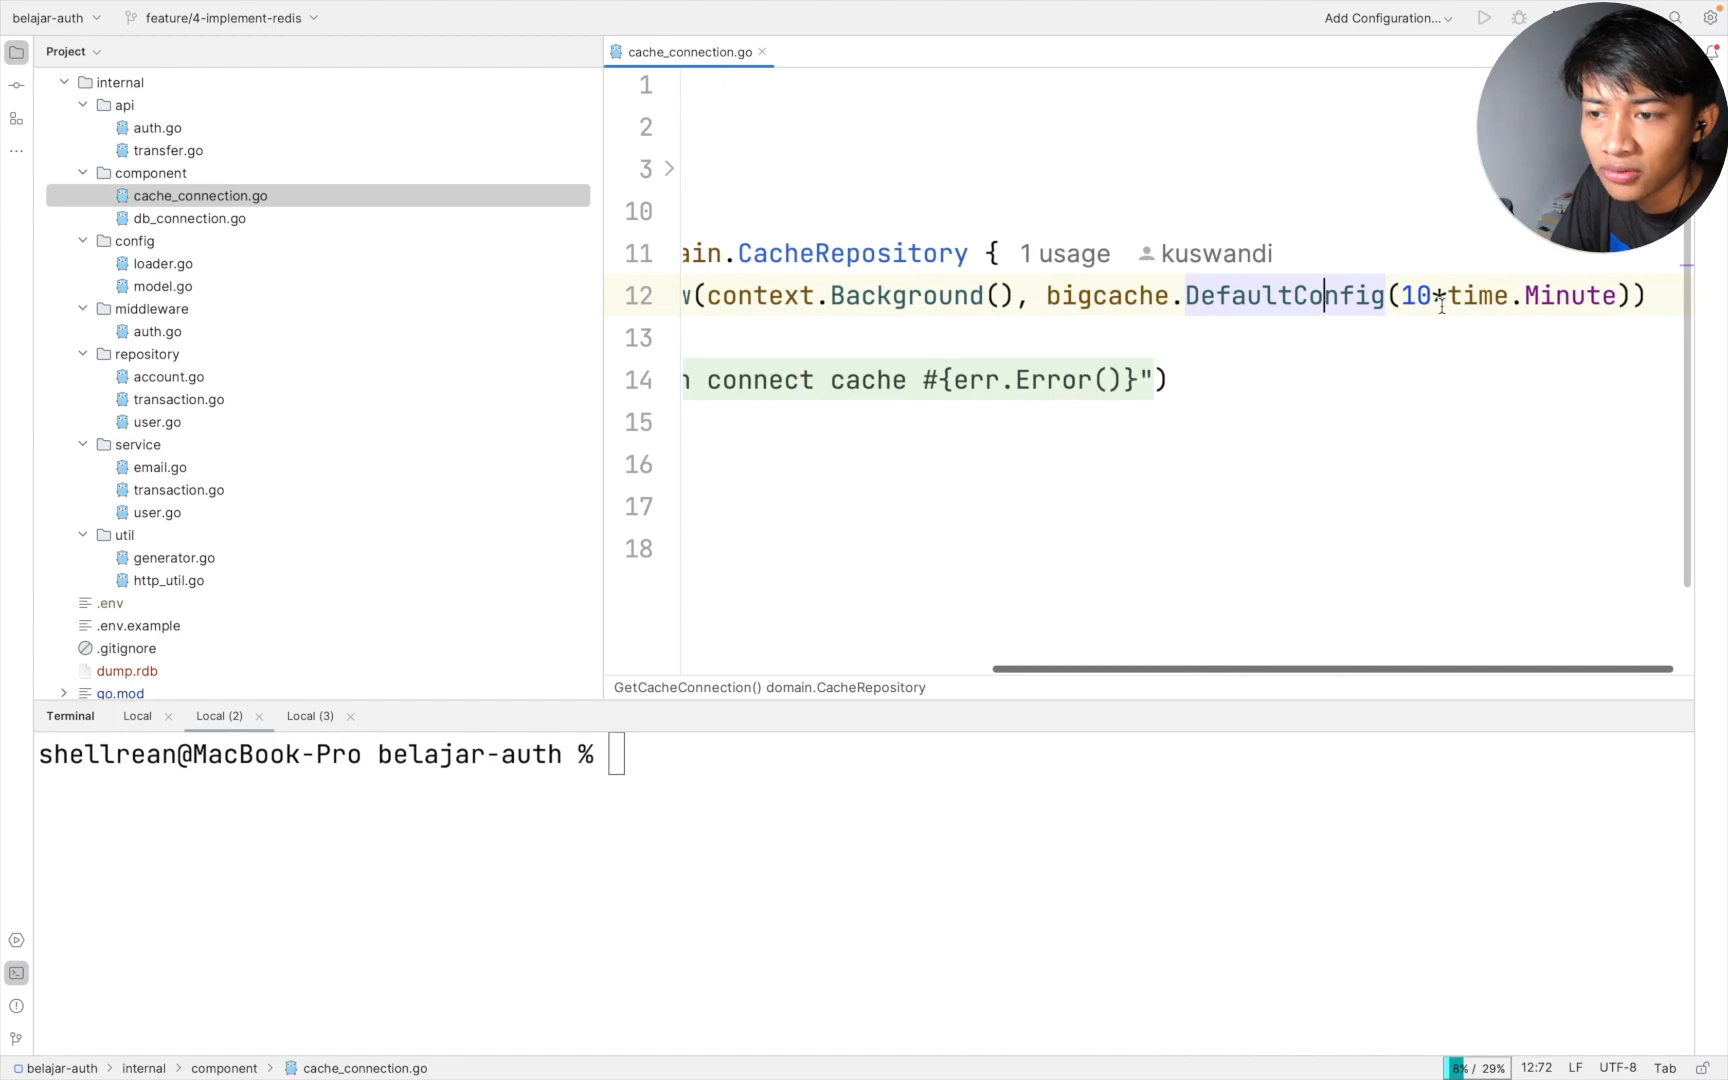 belajar-auth
feature/4-implement-redis
Add Configuration...
Project
cache_connection.go
internal
api
auth.go
transfer.go
component
cache_connection.go
db_connection.go
config
loader.go
model.go
middleware
auth.go
repository
account.go
transaction.go
user.go
service
email.go
transaction.go
user.go
util
generator.go
http_util.go
.env
.env.example
.gitignore
dump.rdb
go.mod
1
2
3
10
11 ain.CacheRepository { 1 usage kuswandi
12 w(context.Background(), bigcache.DefaultConfig(10*time.Minute))
13
14 n connect cache #{err.Error()}")
15
16
17
18
GetCacheConnection() domain.CacheRepository
Terminal Local Local (2) Local (3)
shellrean@MacBook-Pro belajar-auth %
belajar-auth > internal > component > cache_connection.go
8% / 29% 12:72 LF UTF-8 Tab